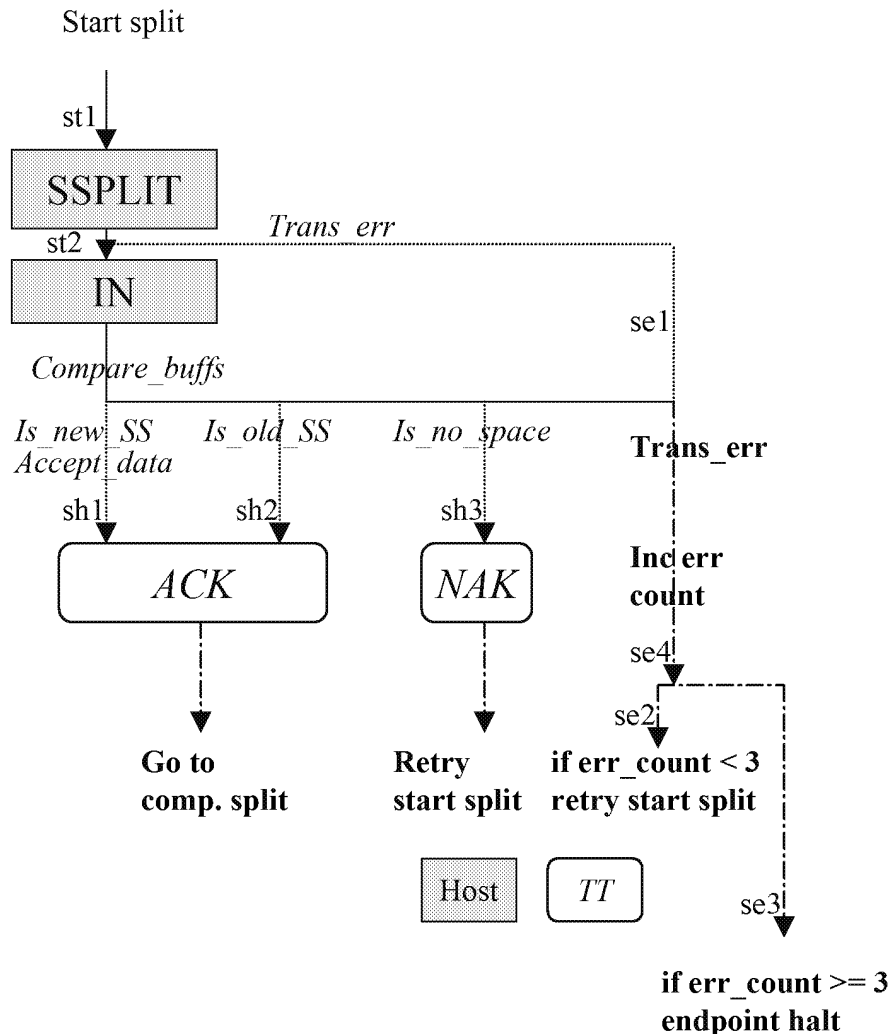 Start split
st1
SSPLIT
st2
Trans_err
IN
se1
Compare_buffs
Is_new_SS
Accept_data
Is_old_SS
Is_no_space
Trans_err
sh1
sh2
sh3
ACK
NAK
Inc err
count
se4
se2
Go to
comp. split
Retry
start split
if err_count < 3
retry start split
Host
TT
se3
if err_count >= 3
endpoint halt